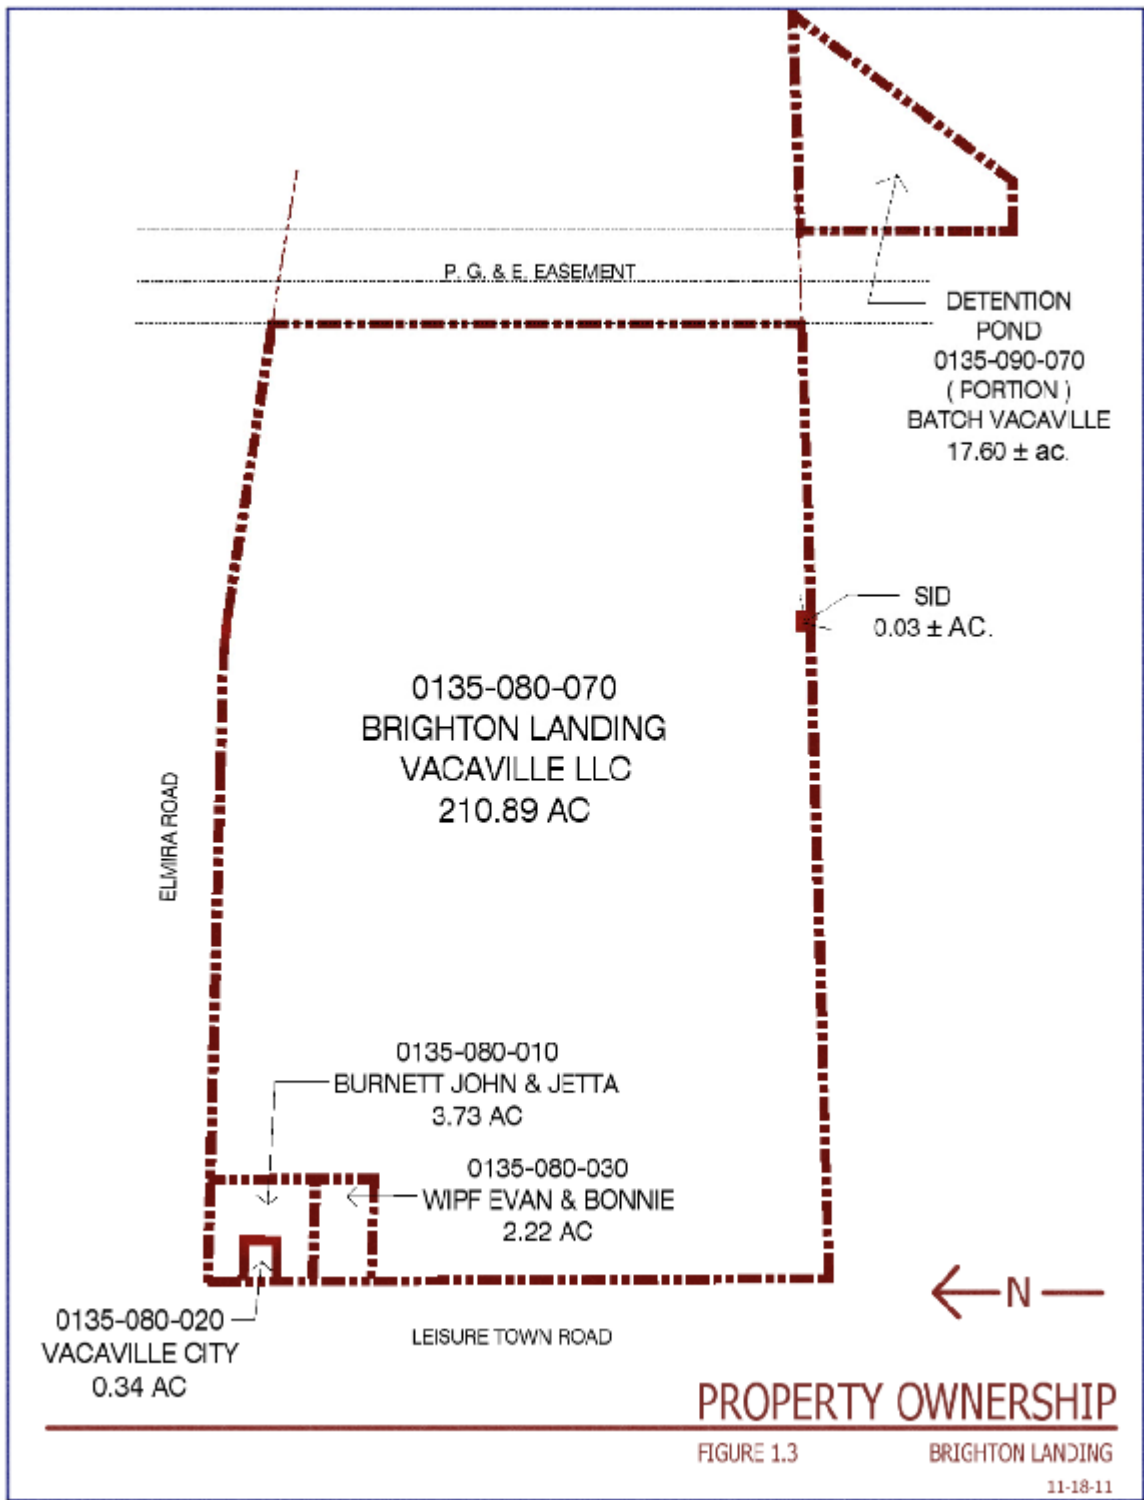 P. G. & E. EASEMENT
DETENTION
POND
0135-090-070
( PORTION )
BATCH VACAVILLE
17.60 ± ac.
SID
0.03 ± AC.
0135-080-070
BRIGHTON LANDING
VACAVILLE LLC
210.89 AC
ELMIRA ROAD
0135-080-010
BURNETT JOHN & JETTA
3.73 AC
0135-080-030
WIPF EVAN & BONNIE
2.22 AC
0135-080-020
VACAVILLE CITY
0.34 AC
LEISURE TOWN ROAD
N
PROPERTY OWNERSHIP
FIGURE 1.3
BRIGHTON LANDING
11-18-11